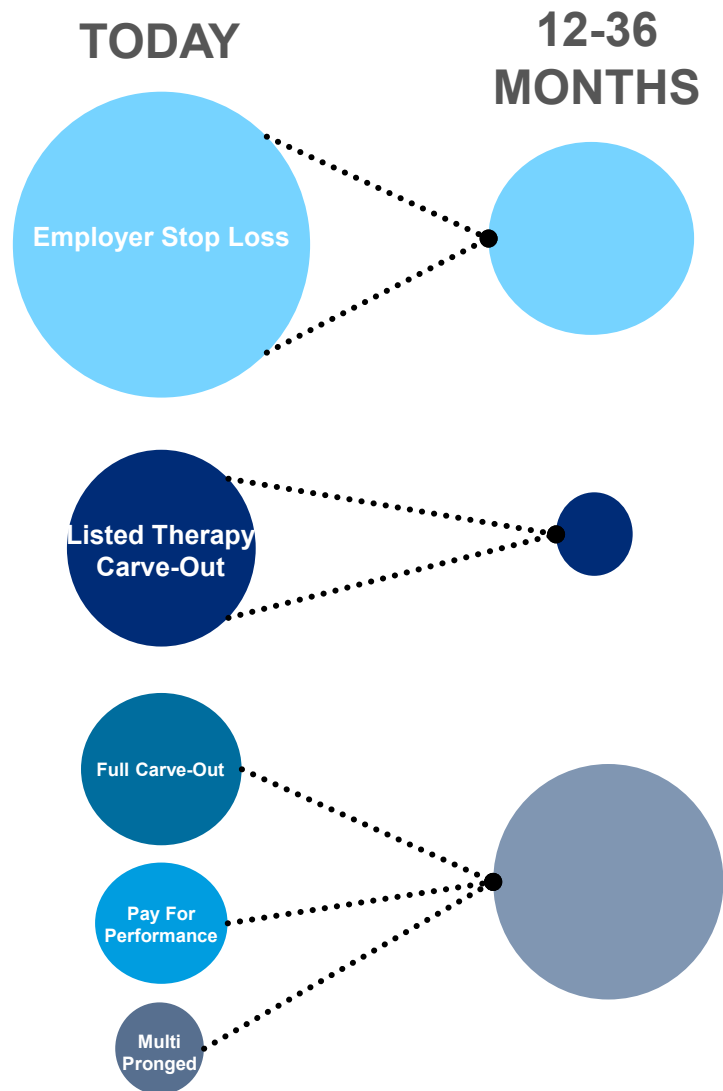 TODAY
12-36
MONTHS
Employer Stop Loss
Listed Therapy
Carve-Out
Full Carve-Out
Pay For
Performance
Multi
Pronged